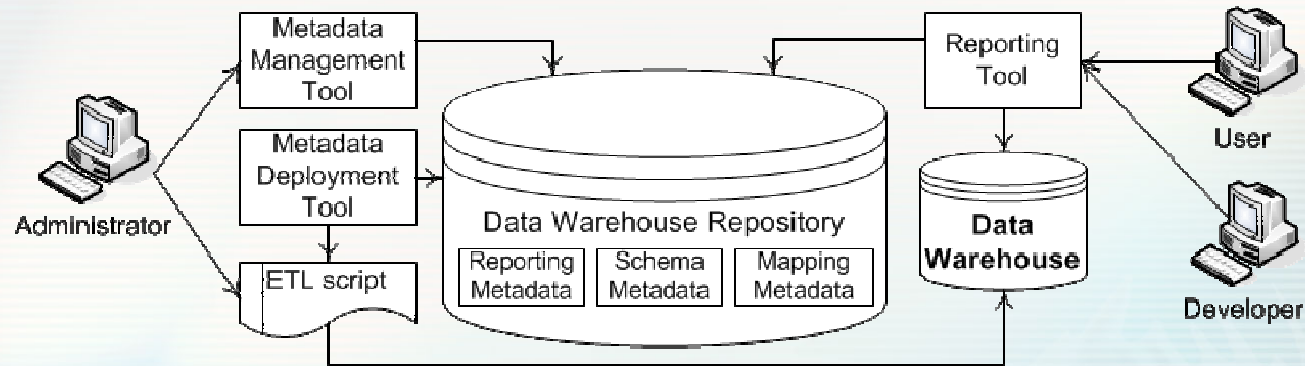 Metadata
Management
Tool
Reporting
Tool
User
Administrator
Metadata
Deployment
Tool
Data Warehouse Repository
Reporting
Metadata
Schema
Metadata
Mapping
Metadata
Data
Warehouse
ETL script
Developer